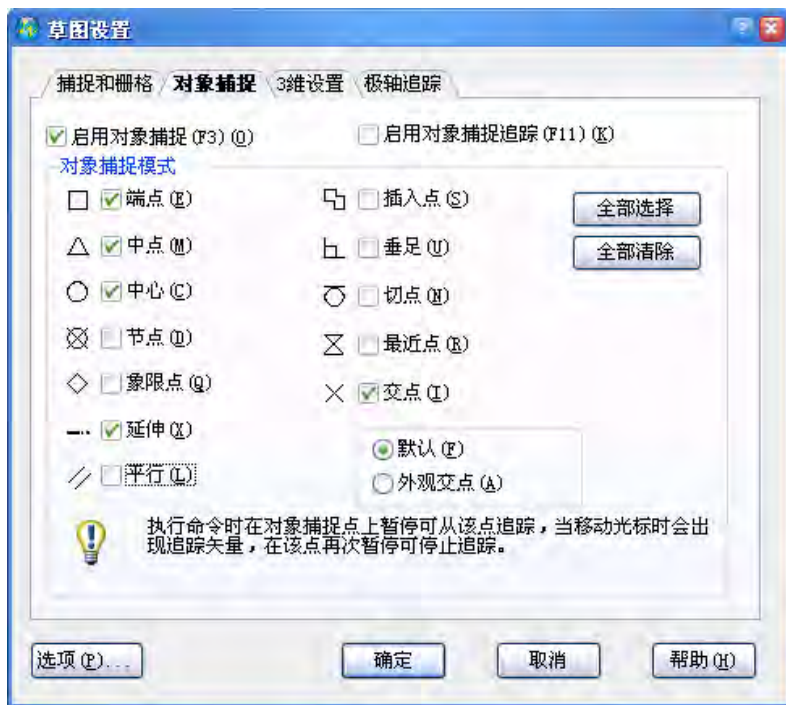 草图设置
捕捉和栅格 对象捕捉 3维设置 极轴追踪
启用对象捕捉(F3)(O) 启用对象捕捉追踪(F11)(K)
对象捕捉模式
端点(E) 插入点(S) 全部选择
中点(M) 垂足(U) 全部清除
中心(C) 切点(N)
节点(D) 最近点(R)
象限点(Q) 交点(I)
延伸(X) 默认(F)
平行(L) 外观交点(A)
执行命令时在对象捕捉点上暂停可从该点追踪，当移动光标时会出
现追踪矢量，在该点再次暂停可停止追踪。
选项(P)... 确定 取消 帮助(H)